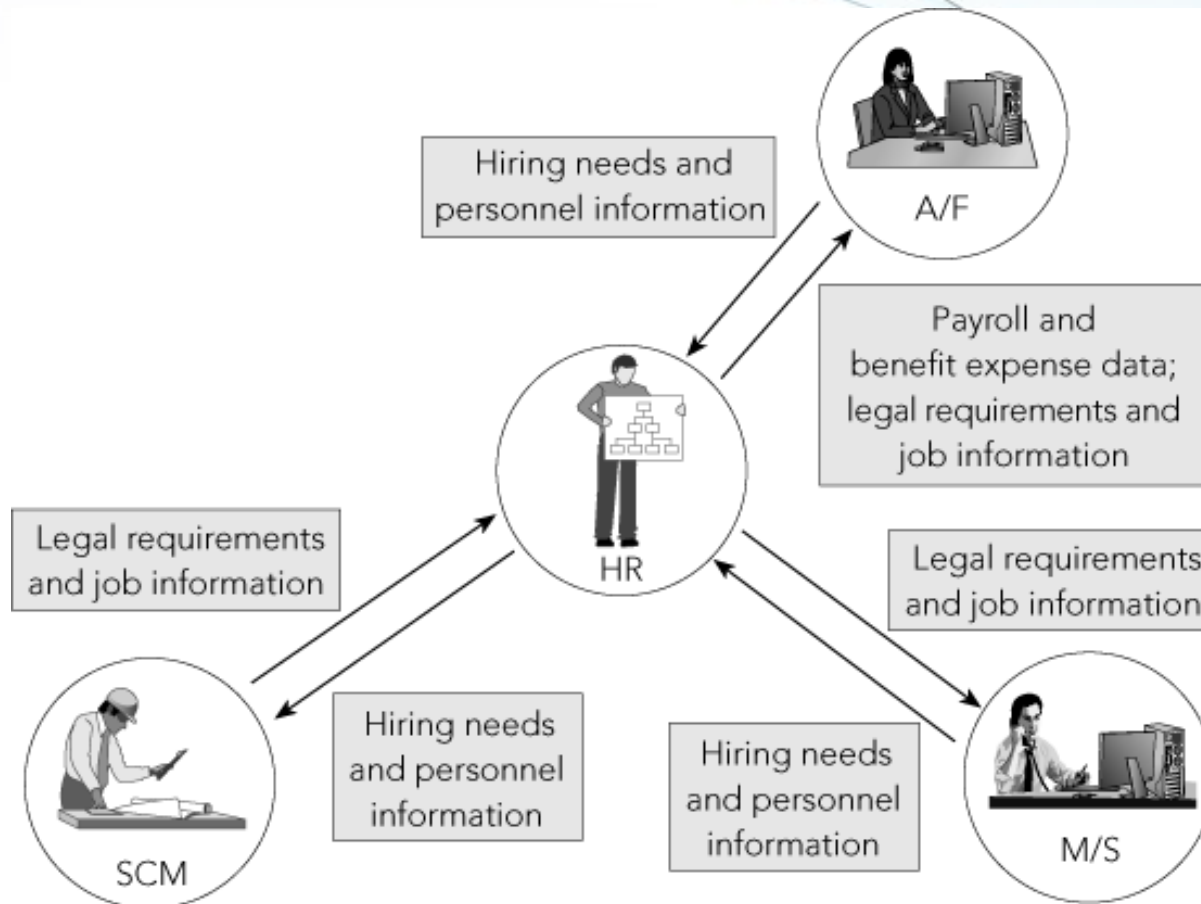 Hiring needs and
personnel information
A/F
Payroll and
benefit expense data;
legal requirements and
job information
HR
Legal requirements
and job information
Legal requirements
and job information
Hiring needs
and personnel
information
Hiring needs
and personnel
information
SCM
M/S